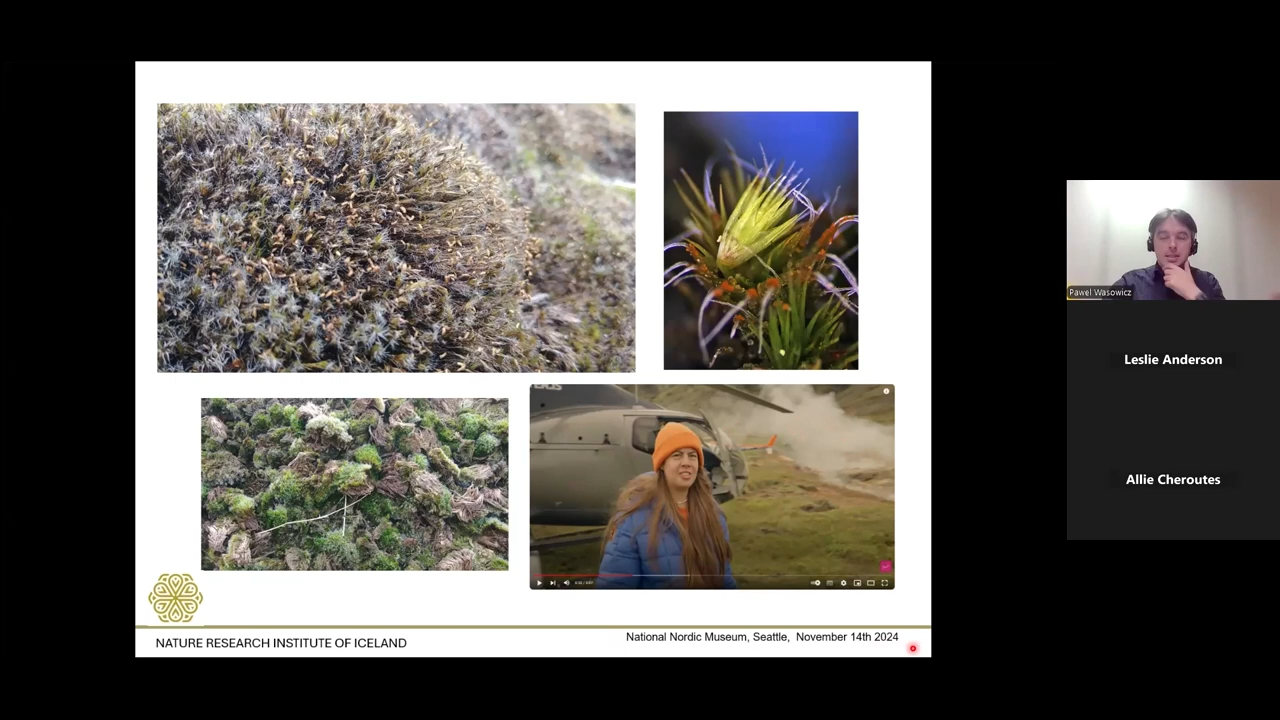 Pawel Wasowicz
Leslie Anderson
Allie Cheroutes
NATURE RESEARCH INSTITUTE OF ICELAND
National Nordic Museum, Seattle, November 14th 2024